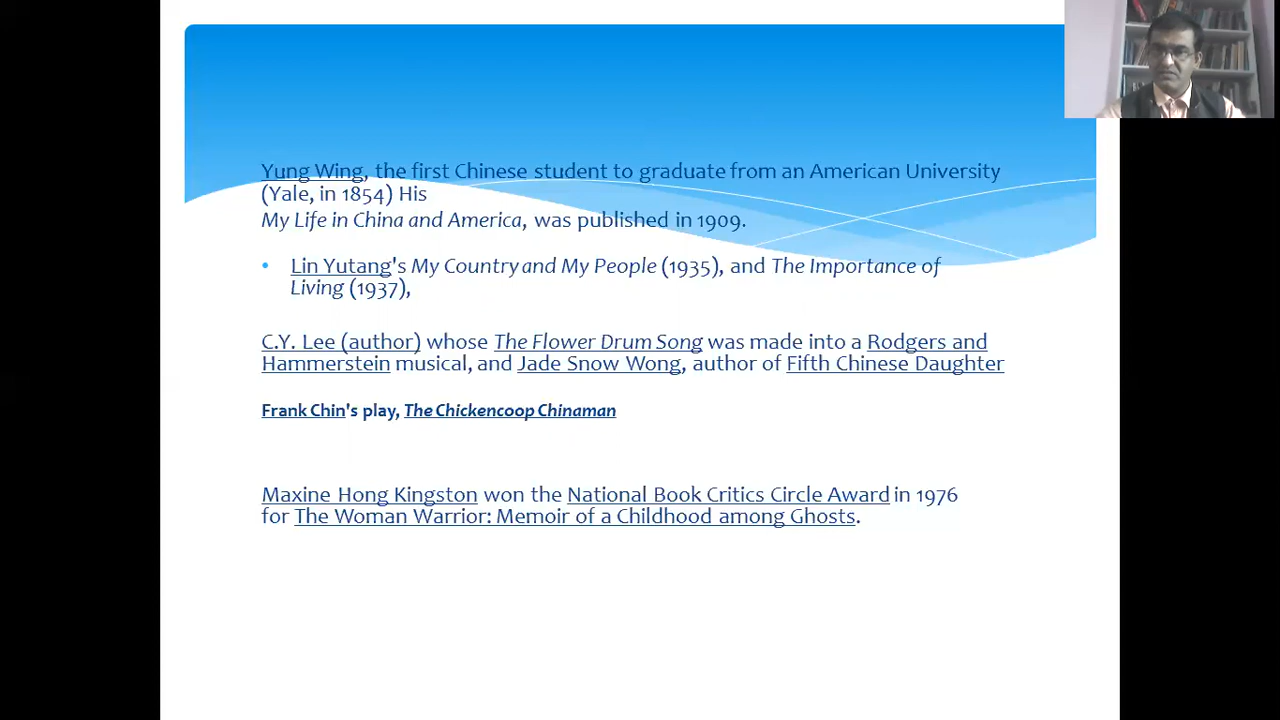 Yung Wing, the first Chinese student to graduate from an American University
(Yale, in 1854) His
My Life in China and America, was published in 1909.
• Lin Yutang's My Country and My People (1935), and The Importance of
Living (1937),
C.Y. Lee (author) whose The Flower Drum Song was made into a Rodgers and
Hammerstein musical, and Jade Snow Wong, author of Fifth Chinese Daughter
Frank Chin's play, The Chickencoop Chinaman
Maxine Hong Kingston won the National Book Critics Circle Award in 1976
for The Woman Warrior: Memoir of a Childhood among Ghosts.